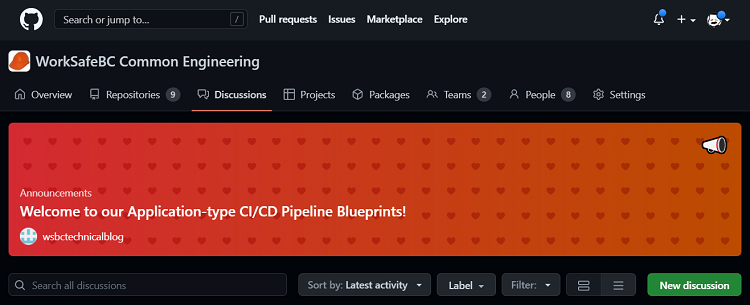 Search or jump to... /
Pull requests Issues Marketplace Explore
WorkSafeBC Common Engineering
Overview Repositories 9 Discussions Projects Packages Teams 2 People 8 Settings
Announcements
Welcome to our Application-type CI/CD Pipeline Blueprints!
wsbctechnicalblog
Search all discussions Sort by: Latest activity Label Filter: New discussion